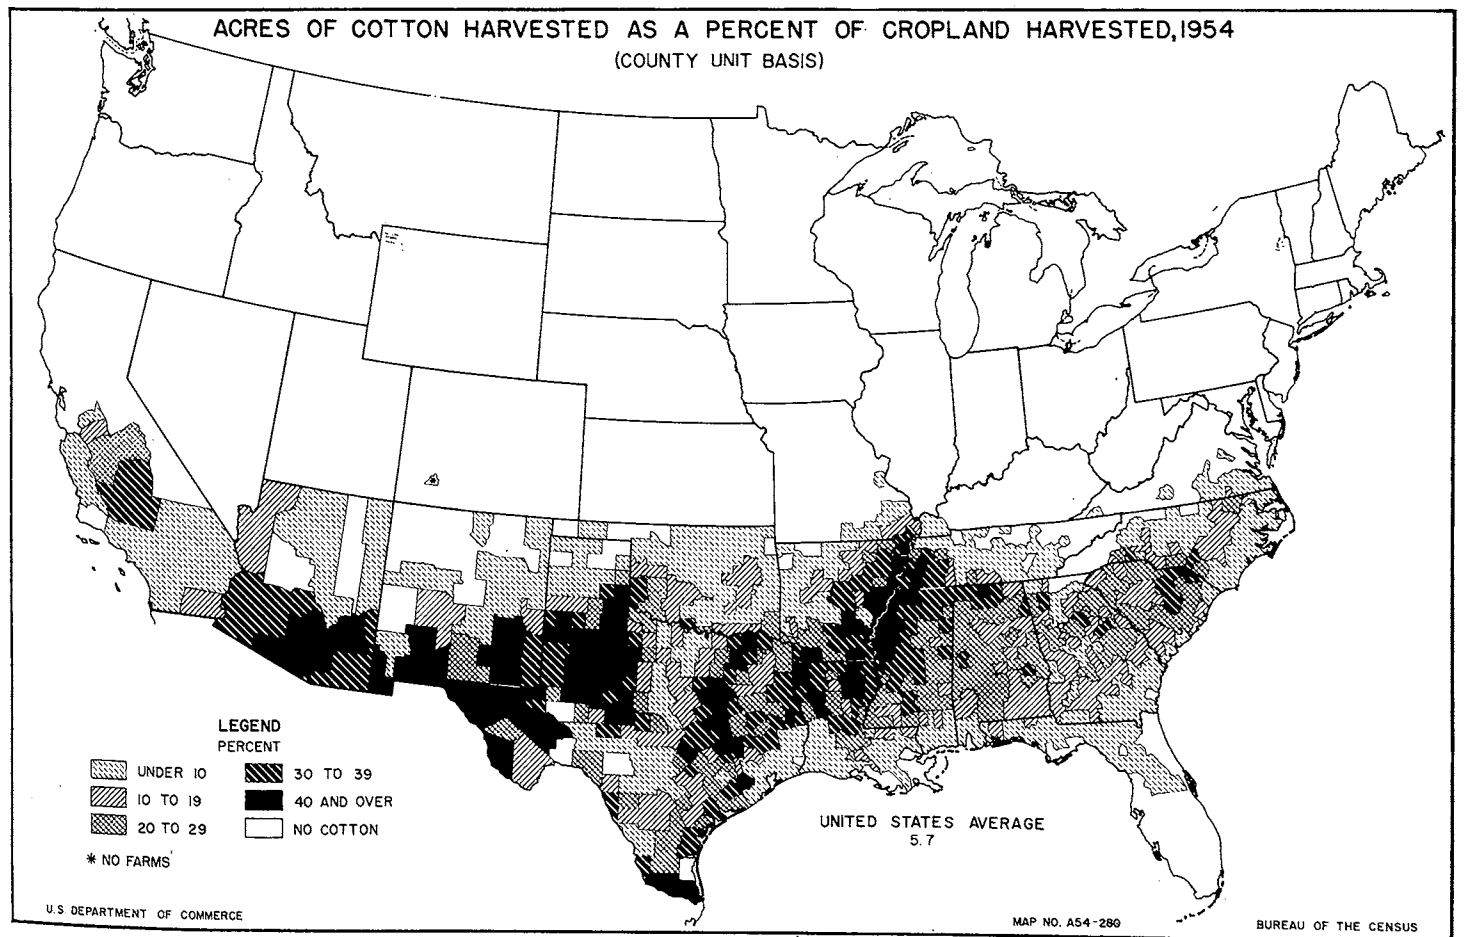 ACRES OF COTTON HARVESTED AS A PERCENT OF CROPLAND HARVESTED, 1954
(COUNTY UNIT BASIS)
LEGEND
PERCENT
UNDER 10
10 TO 19
20 TO 29
30 TO 39
40 AND OVER
NO COTTON
* NO FARMS
UNITED STATES AVERAGE
5.7
U.S. DEPARTMENT OF COMMERCE
MAP NO. A54-280
BUREAU OF THE CENSUS